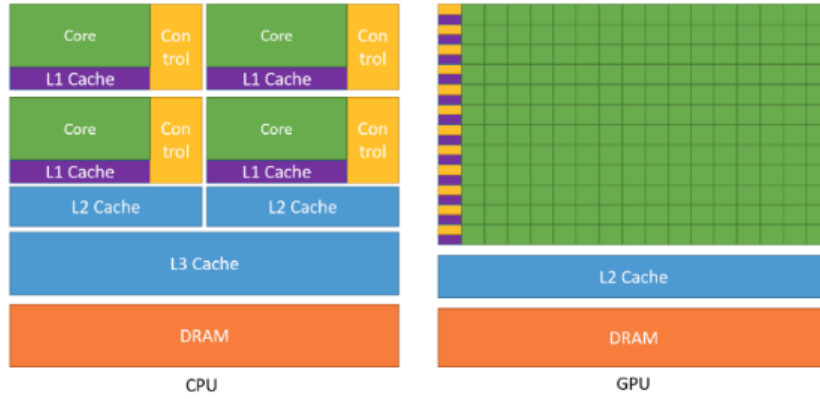 Core
Con
trol
L1 Cache
Core
Con
trol
L1 Cache
Core
Con
trol
L1 Cache
Core
Con
trol
L1 Cache
L2 Cache
L2 Cache
L3 Cache
DRAM
CPU
L2 Cache
DRAM
GPU